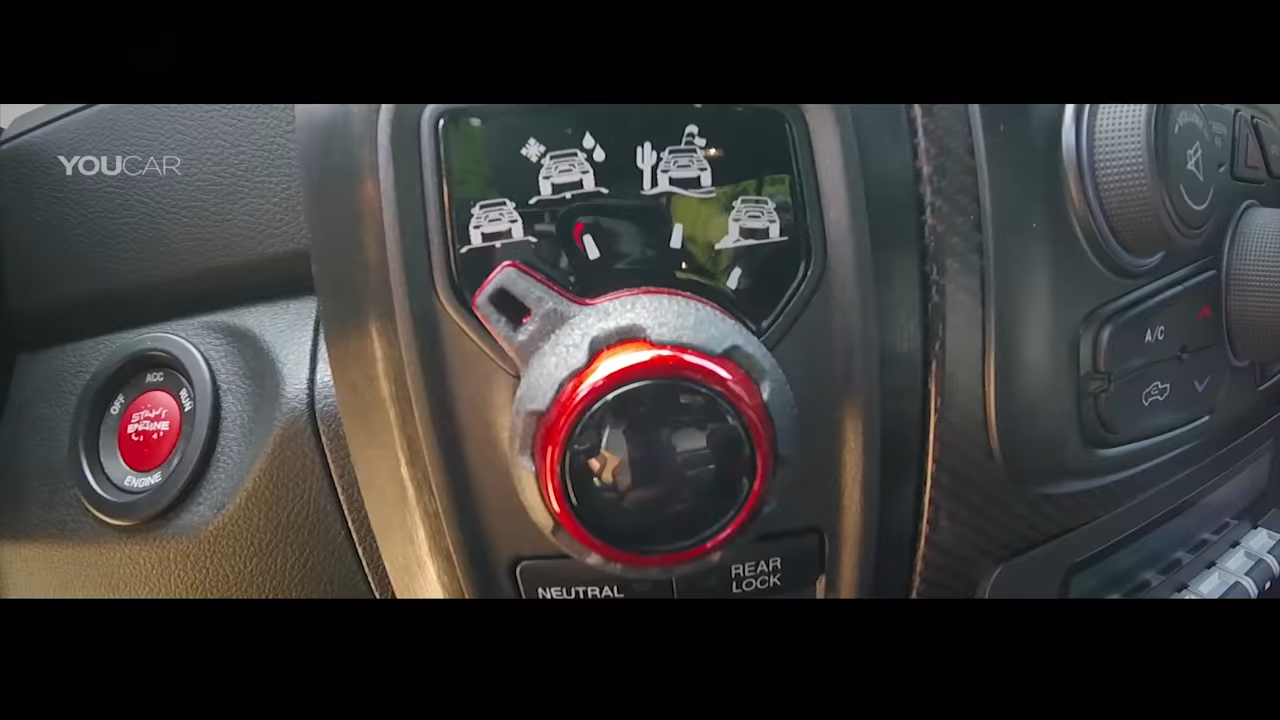 YOUCAR
A/C
ACC
OFF
RUN
START
ENGINE
ENGINE
NEUTRAL
REAR
LOCK